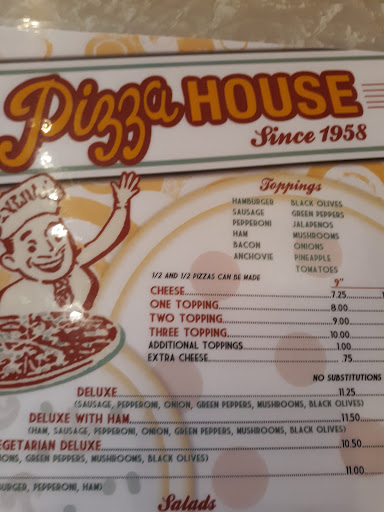 Pizza HOUSE
Since 1958
Toppings
HAMBURGER BLACK OLIVES
SAUSAGE GREEN PEPPERS
PEPPERONI JALAPENOS
HAM MUSHROOMS
BACON ONIONS
ANCHOVIE PINEAPPLE
TOMATOES
1/2 AND 1/2 PIZZAS CAN BE MADE
9"
CHEESE 7.25
ONE TOPPING 8.00
TWO TOPPING 9.00
THREE TOPPING 10.00
ADDITIONAL TOPPINGS 1.00
EXTRA CHEESE .75
NO SUBSTITUTIONS
DELUXE 11.25
(SAUSAGE, PEPPERONI, ONION, GREEN PEPPERS, MUSHROOMS, BLACK OLIVES)
DELUXE WITH HAM 11.50
(HAM, SAUSAGE, PEPPERONI, ONION, GREEN PEPPERS, MUSHROOMS, BLACK OLIVES)
EGETARIAN DELUXE 10.50
IONS, GREEN PEPPERS, MUSHROOMS, BLACK OLIVES)
11.00
BURGER, PEPPERONI, HAM)
Salads